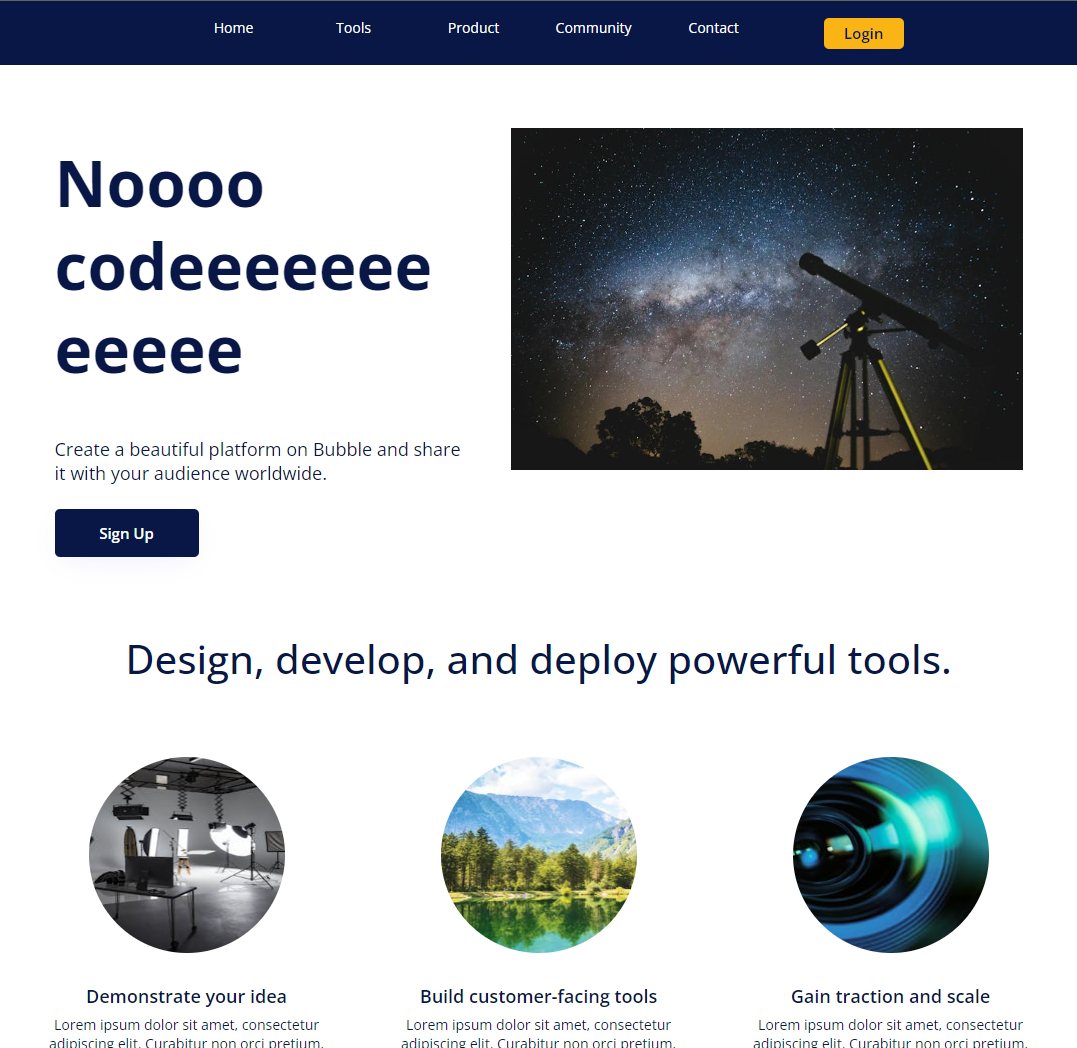 Home Tools Product Community Contact Login
Noooo
codeeeeeee
eeeee
Create a beautiful platform on Bubble and share
it with your audience worldwide.
Sign Up
Design, develop, and deploy powerful tools.
Demonstrate your idea
Lorem ipsum dolor sit amet, consectetur
adipiscing elit. Curabitur non orci pretium,
Build customer-facing tools
Lorem ipsum dolor sit amet, consectetur
adipiscing elit. Curabitur non orci pretium,
Gain traction and scale
Lorem ipsum dolor sit amet, consectetur
adipiscing elit. Curabitur non orci pretium,